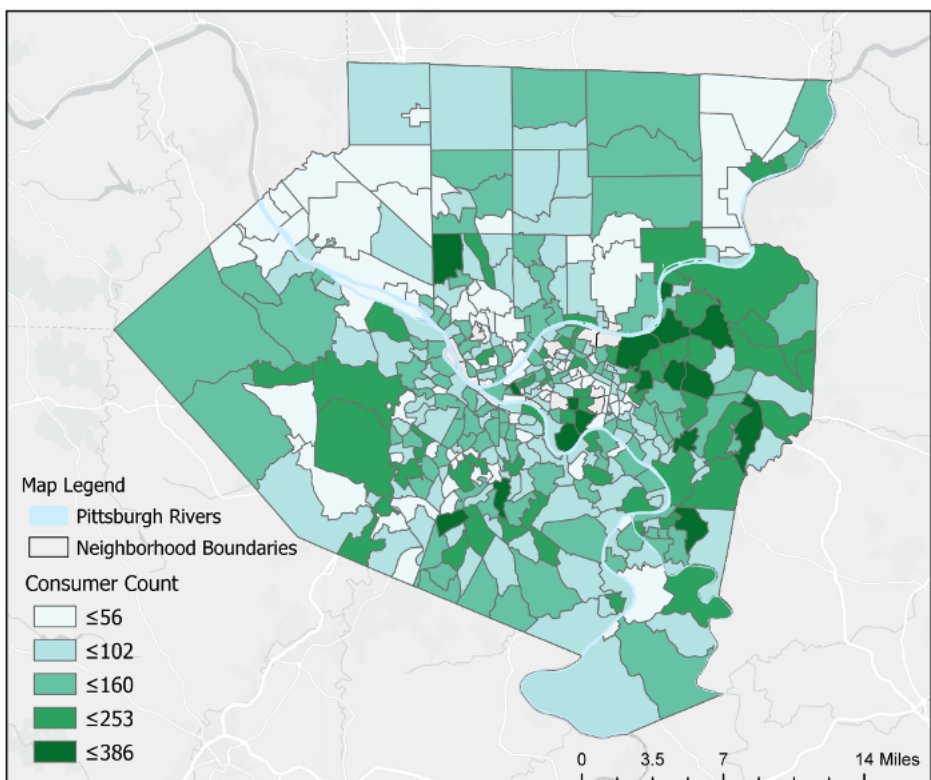 Map Legend
Pittsburgh Rivers
Neighborhood Boundaries
Consumer Count
≤56
≤102
≤160
≤253
≤386
0 3.5 7 14 Miles